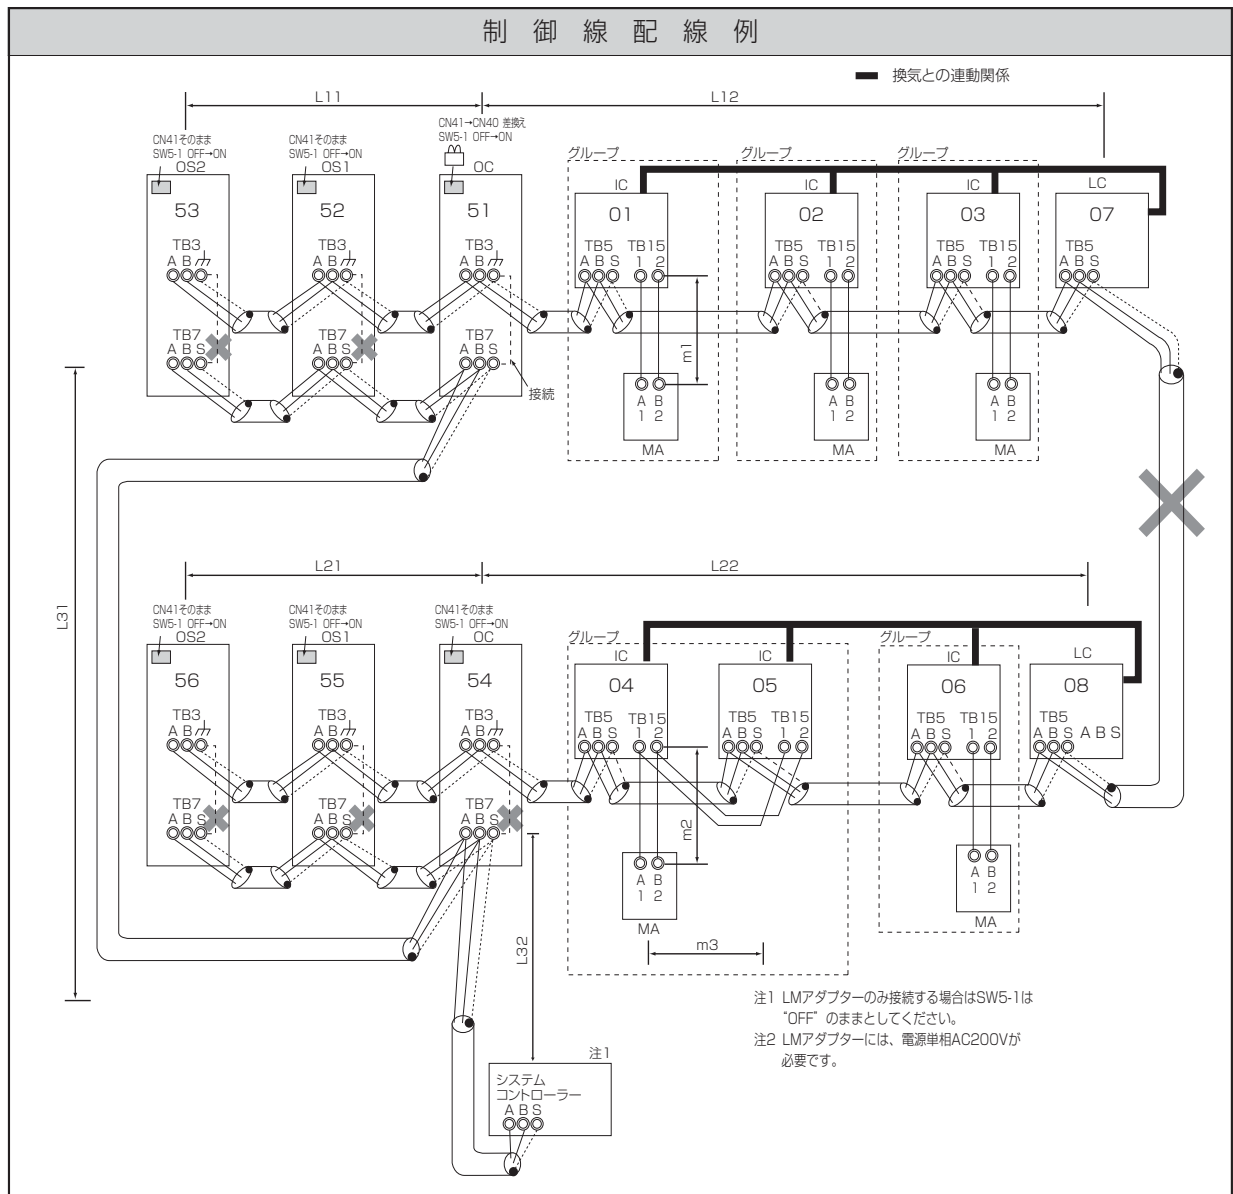 制御線配線例
換気との連動関係
L11
L12
CN41そのまま
SW5-1 OFF→ON
OS2
CN41そのまま
SW5-1 OFF→ON
OS1
CN41→CN40 差換え
SW5-1 OFF→ON
OC
グループ
グループ
グループ
IC
IC
IC
LC
53
52
51
01
02
03
07
TB3
A B
TB3
A B
TB3
A B
TB5
A B S
TB15
1 2
TB5
A B S
TB15
1 2
TB5
A B S
TB15
1 2
TB5
A B S
TB7
A B S
TB7
A B S
TB7
A B S
接続
m1
A B
1 2
MA
A B
1 2
MA
A B
1 2
MA
L31
L21
L22
CN41そのまま
SW5-1 OFF→ON
OS2
CN41そのまま
SW5-1 OFF→ON
OS1
CN41そのまま
SW5-1 OFF→ON
OC
グループ
グループ
IC
IC
IC
LC
56
55
54
04
05
06
08
TB3
A B
TB3
A B
TB3
A B
TB5
A B S
TB15
1 2
TB5
A B S
TB15
1 2
TB5
A B S
TB15
1 2
TB5
A B S
A B S
TB7
A B S
TB7
A B S
TB7
A B S
m2
A B
1 2
MA
A B
1 2
MA
m3
L32
注1 LMアダプターのみ接続する場合はSW5-1は
"OFF" のままとしてください。
注2 LMアダプターには、電源単相AC200Vが
必要です。
注1
システム
コントローラー
A B S